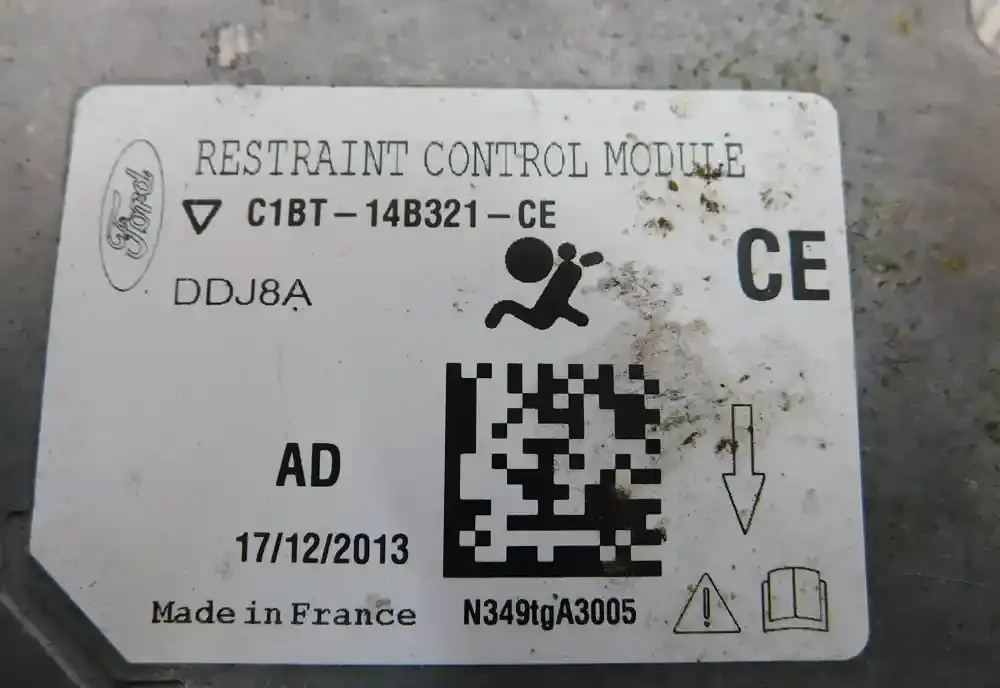 Ford
RESTRAINT CONTROL MODULE
C1BT-14B321-CE
CE
DDJ8A
AD
17/12/2013
Made in France
N349tgA3005